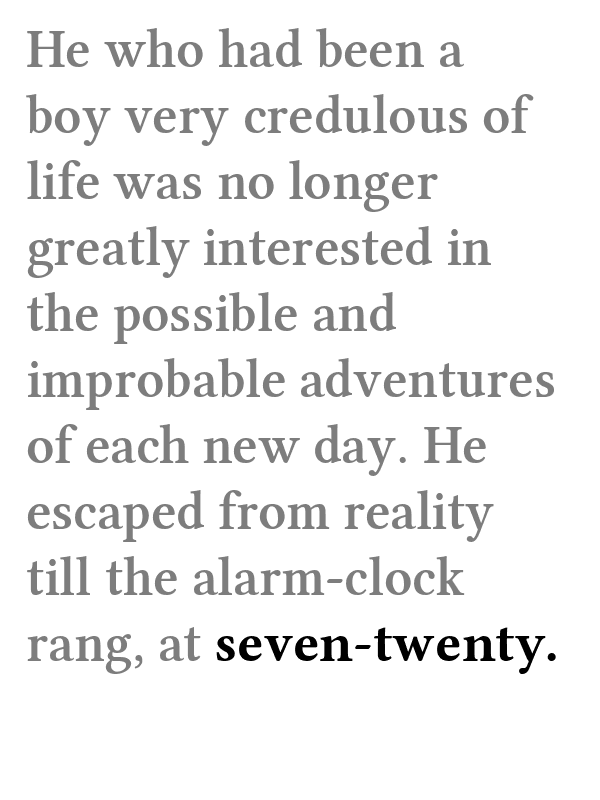 He who had been a
boy very credulous of
life was no longer
greatly interested in
the possible and
improbable adventures
of each new day. He
escaped from reality
till the alarm-clock
rang, at seven-twenty.